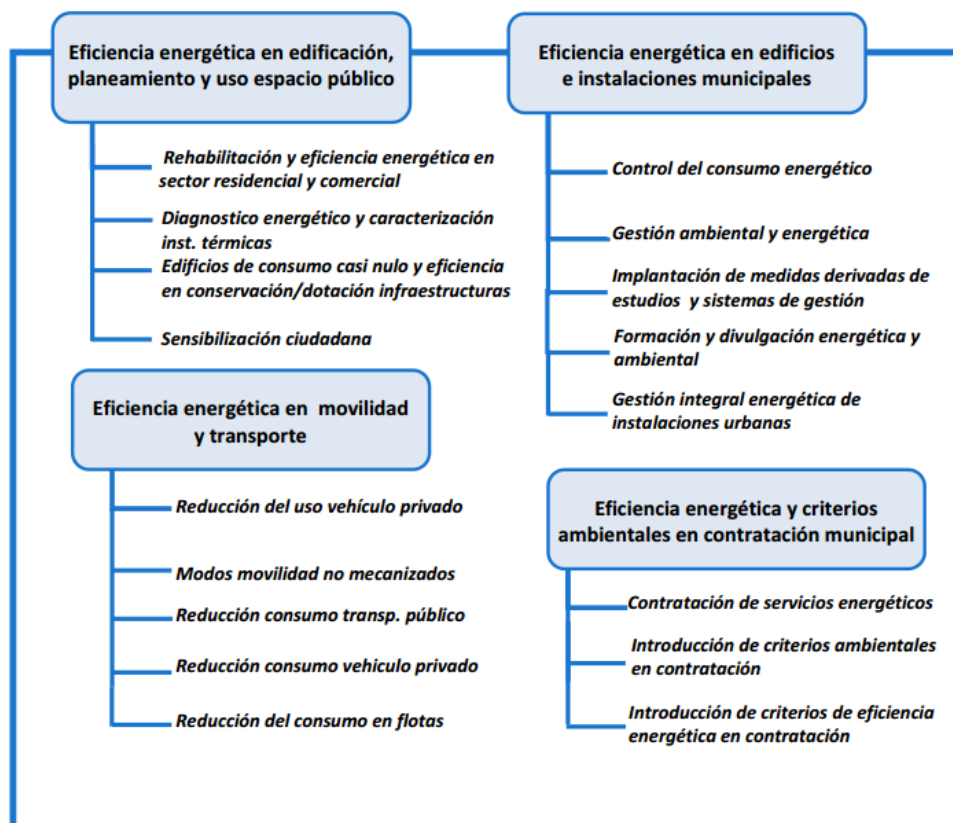 Eficiencia energética en edificación,
planeamiento y uso espacio público
Rehabilitación y eficiencia energética en
sector residencial y comercial
Diagnostico energético y caracterización
inst. térmicas
Edificios de consumo casi nulo y eficiencia
en conservación/dotación infraestructuras
Sensibilización ciudadana
Eficiencia energética en movilidad
y transporte
Reducción del uso vehículo privado
Modos movilidad no mecanizados
Reducción consumo transp. público
Reducción consumo vehiculo privado
Reducción del consumo en flotas
Eficiencia energética en edificios
e instalaciones municipales
Control del consumo energético
Gestión ambiental y energética
Implantación de medidas derivadas de
estudios y sistemas de gestión
Formación y divulgación energética y
ambiental
Gestión integral energética de
instalaciones urbanas
Eficiencia energética y criterios
ambientales en contratación municipal
Contratación de servicios energéticos
Introducción de criterios ambientales
en contratación
Introducción de criterios de eficiencia
energética en contratación